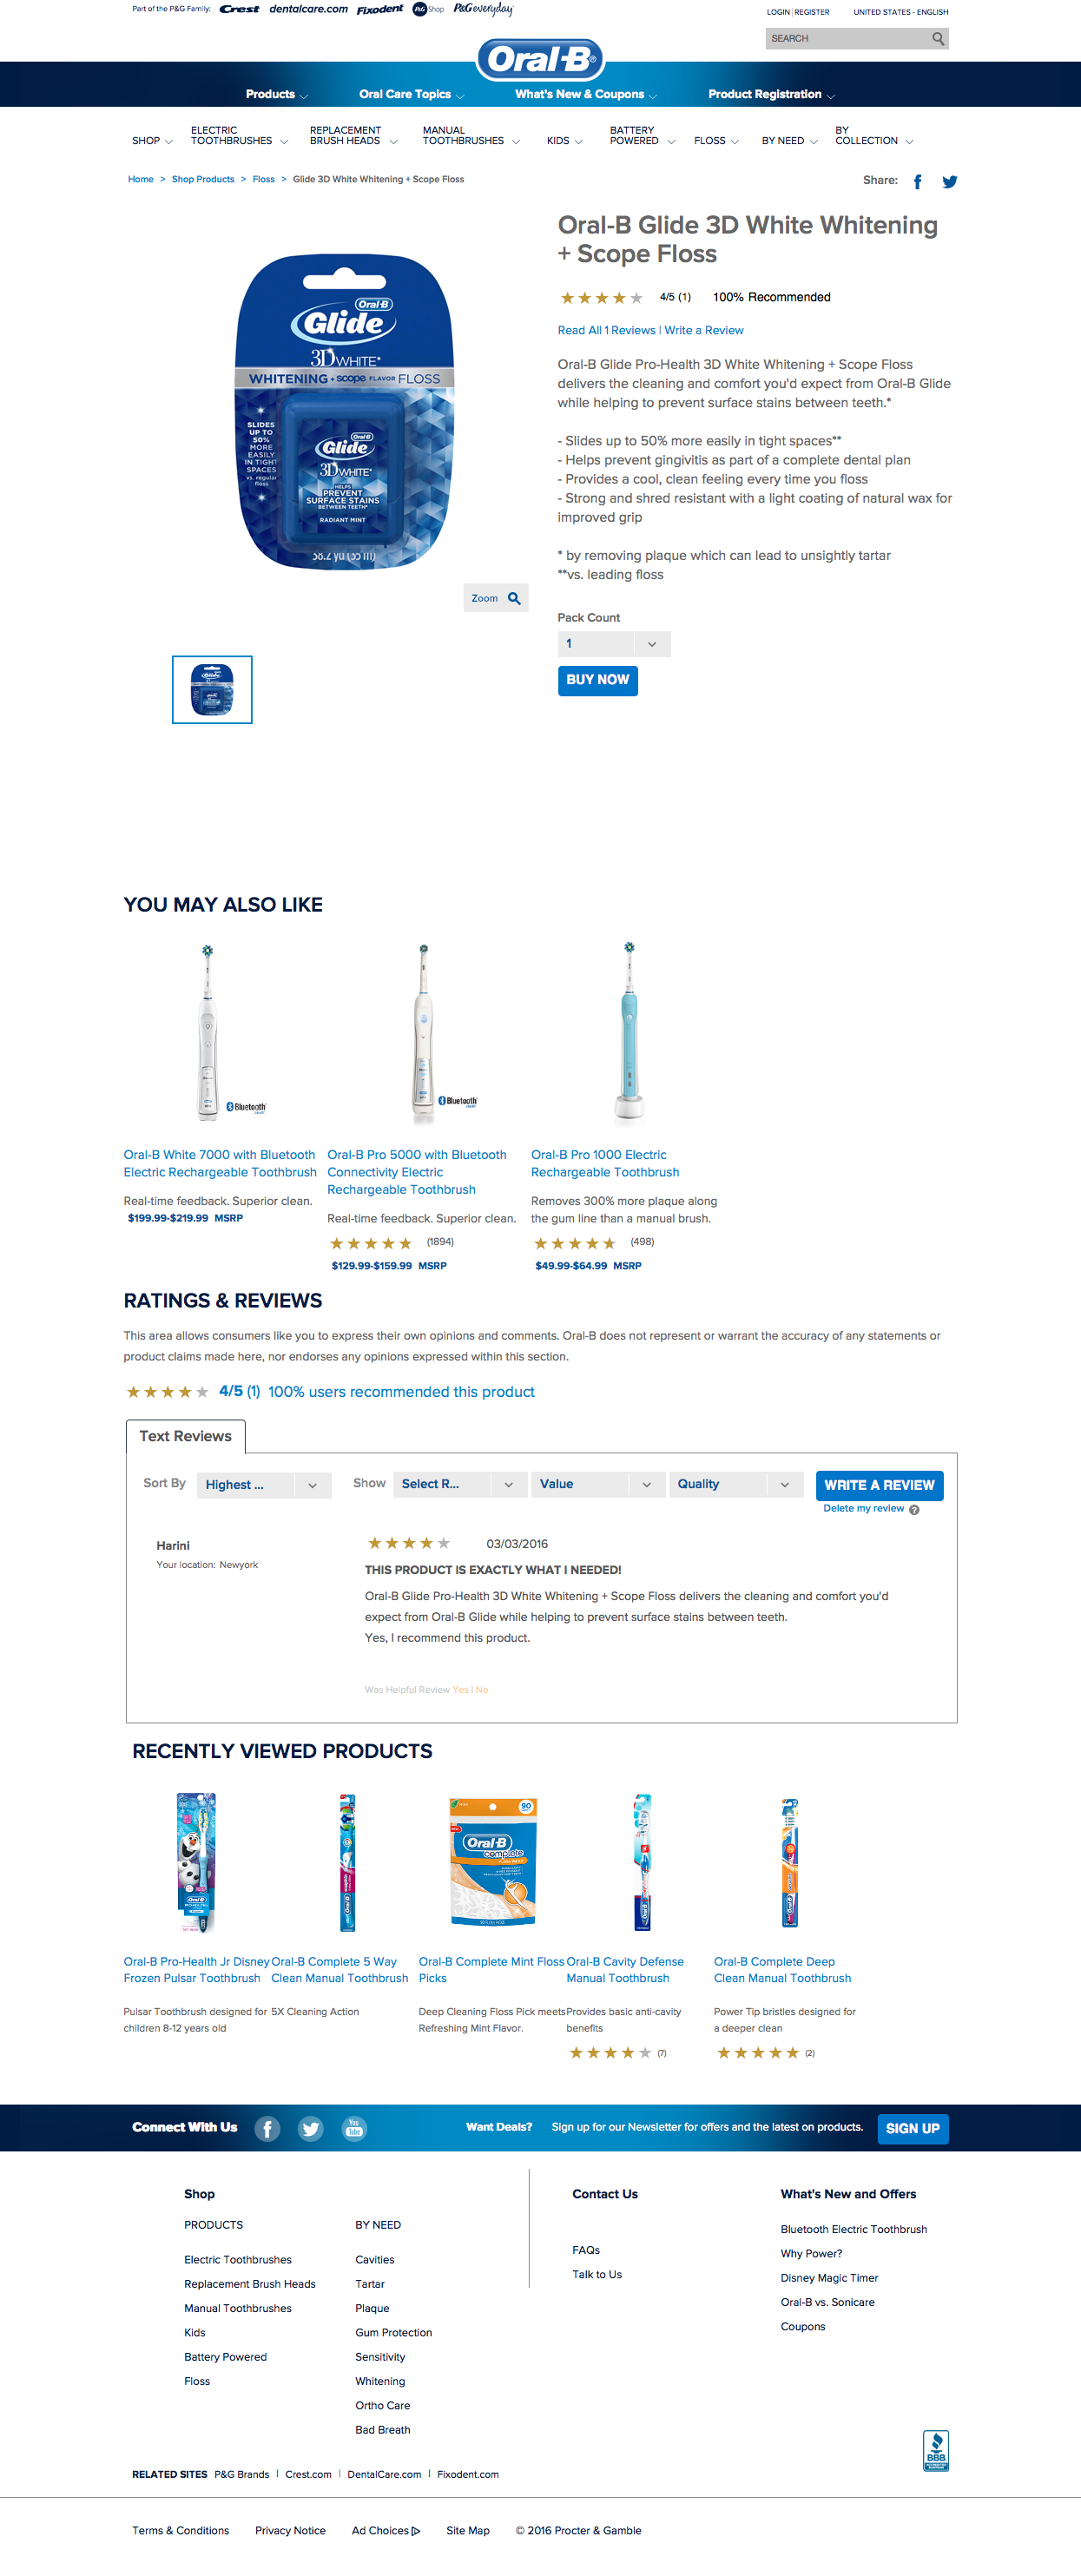 Part of the P&G Family: Crest dentalcare.com Fixodent P&G Shop P&G everyday
LOGIN | REGISTER UNITED STATES - ENGLISH
SEARCH
Oral-B
Products Oral Care Topics What's New & Coupons Product Registration
SHOP ELECTRIC TOOTHBRUSHES REPLACEMENT BRUSH HEADS MANUAL TOOTHBRUSHES KIDS BATTERY POWERED FLOSS BY NEED BY COLLECTION
Home > Shop Products > Floss > Glide 3D White Whitening + Scope Floss
Share:
Oral-B
Glide
3D WHITE*
WHITENING + scope FLAVOR FLOSS
SLIDES
UP TO
50%
MORE
EASILY
IN TIGHT
SPACES
vs. regular
floss
Oral-B
Glide
3D WHITE*
HELPS
PREVENT
SURFACE STAINS
BETWEEN TEETH*
RADIANT MINT
38.2 yd (35 m)
Zoom
Oral-B Glide 3D White Whitening
+ Scope Floss
4/5 (1) 100% Recommended
Read All 1 Reviews | Write a Review
Oral-B Glide Pro-Health 3D White Whitening + Scope Floss
delivers the cleaning and comfort you'd expect from Oral-B Glide
while helping to prevent surface stains between teeth.*
- Slides up to 50% more easily in tight spaces**
- Helps prevent gingivitis as part of a complete dental plan
- Provides a cool, clean feeling every time you floss
- Strong and shred resistant with a light coating of natural wax for
improved grip
* by removing plaque which can lead to unsightly tartar
**vs. leading floss
Pack Count
1
BUY NOW
YOU MAY ALSO LIKE
Bluetooth
Bluetooth
Oral-B White 7000 with Bluetooth
Electric Rechargeable Toothbrush
Real-time feedback. Superior clean.
$199.99-$219.99 MSRP
Oral-B Pro 5000 with Bluetooth
Connectivity Electric
Rechargeable Toothbrush
Real-time feedback. Superior clean.
(1894)
$129.99-$159.99 MSRP
Oral-B Pro 1000 Electric
Rechargeable Toothbrush
Removes 300% more plaque along
the gum line than a manual brush.
(498)
$49.99-$64.99 MSRP
RATINGS & REVIEWS
This area allows consumers like you to express their own opinions and comments. Oral-B does not represent or warrant the accuracy of any statements or
product claims made here, nor endorses any opinions expressed within this section.
4/5 (1) 100% users recommended this product
Text Reviews
Sort By Highest ... Show Select R... Value Quality WRITE A REVIEW
Delete my review ?
Harini
Your location: Newyork
03/03/2016
THIS PRODUCT IS EXACTLY WHAT I NEEDED!
Oral-B Glide Pro-Health 3D White Whitening + Scope Floss delivers the cleaning and comfort you'd
expect from Oral-B Glide while helping to prevent surface stains between teeth.
Yes, I recommend this product.
Was Helpful Review Yes | No
RECENTLY VIEWED PRODUCTS
Oral-B
Oral-B
complete
90
Oral-B Pro-Health Jr Disney
Frozen Pulsar Toothbrush
Pulsar Toothbrush designed for
children 8-12 years old
Oral-B Complete 5 Way
Clean Manual Toothbrush
5X Cleaning Action
Oral-B Complete Mint Floss
Picks
Deep Cleaning Floss Pick meets
Refreshing Mint Flavor.
Oral-B Cavity Defense
Manual Toothbrush
Provides basic anti-cavity
benefits
(7)
Oral-B Complete Deep
Clean Manual Toothbrush
Power Tip bristles designed for
a deeper clean
(2)
Connect With Us You Tube Want Deals? Sign up for our Newsletter for offers and the latest on products. SIGN UP
Shop
PRODUCTS
Electric Toothbrushes
Replacement Brush Heads
Manual Toothbrushes
Kids
Battery Powered
Floss
BY NEED
Cavities
Tartar
Plaque
Gum Protection
Sensitivity
Whitening
Ortho Care
Bad Breath
Contact Us
FAQs
Talk to Us
What's New and Offers
Bluetooth Electric Toothbrush
Why Power?
Disney Magic Timer
Oral-B vs. Sonicare
Coupons
BBB
RELATED SITES P&G Brands | Crest.com | DentalCare.com | Fixodent.com
Terms & Conditions Privacy Notice Ad Choices Site Map © 2016 Procter & Gamble